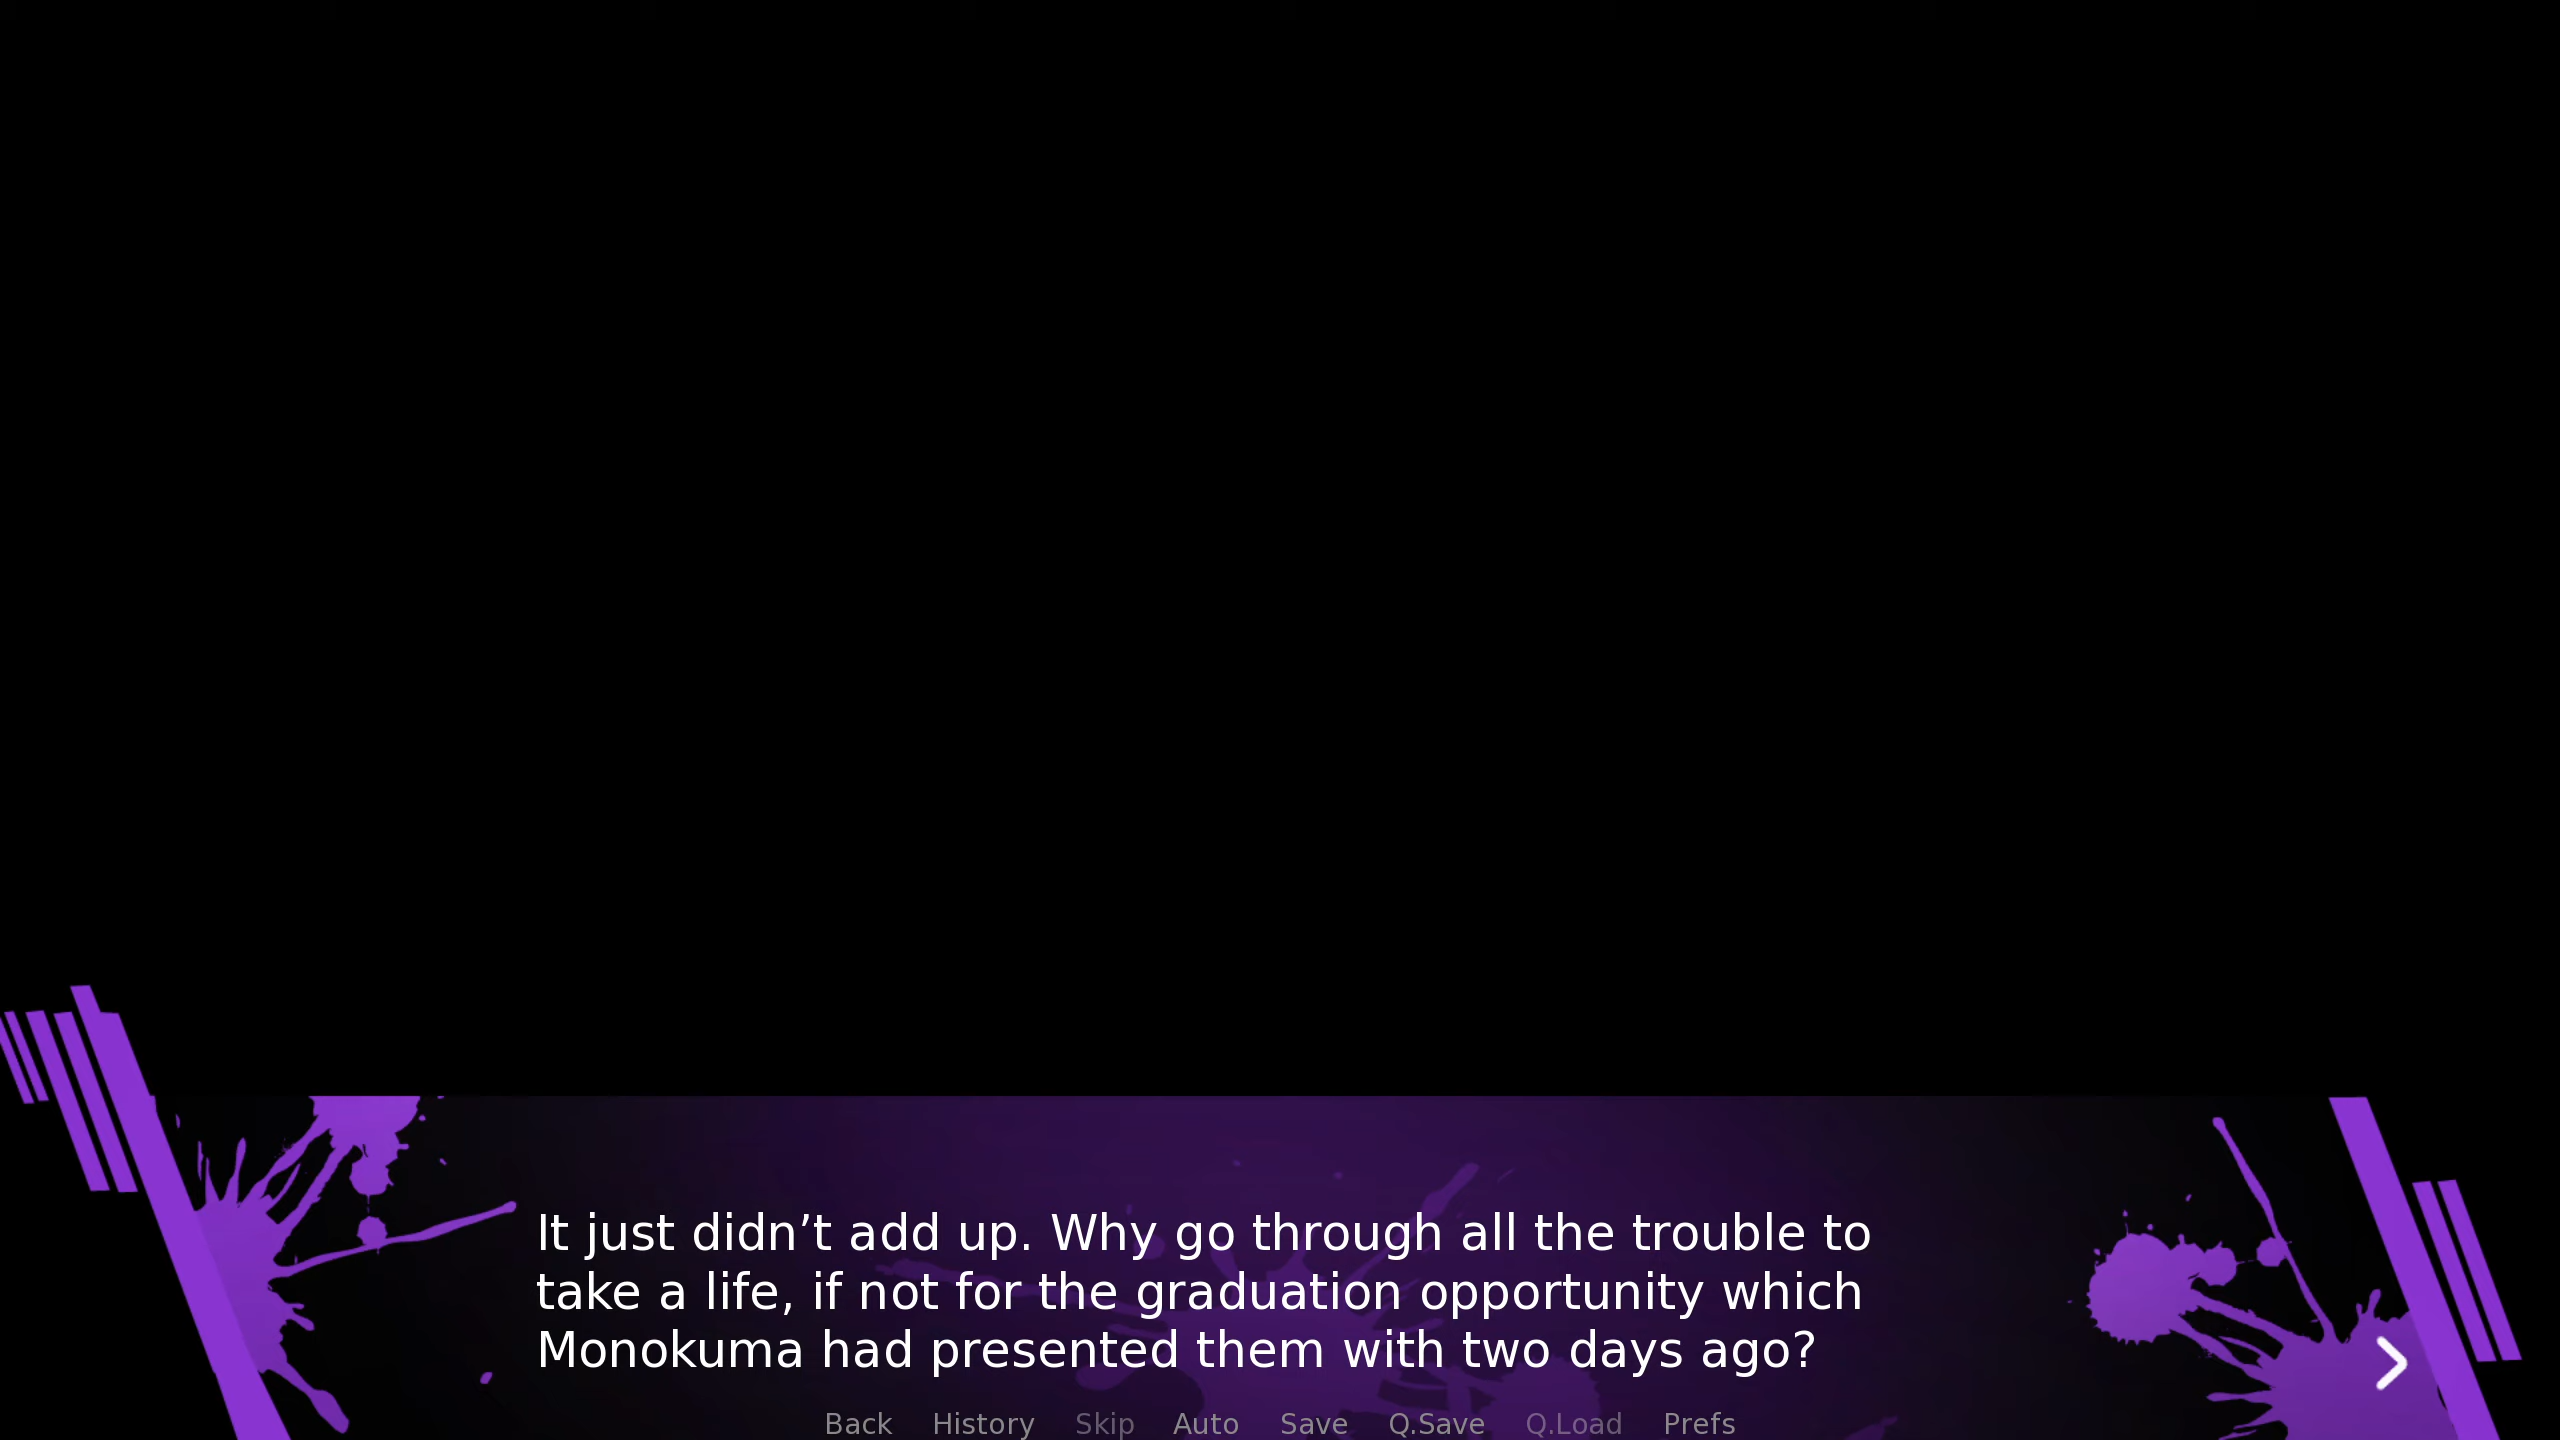 It just didn’t add up. Why go through all the trouble to
take a life, if not for the graduation opportunity which
Monokuma had presented them with two days ago?
Back History Skip Auto Save Q.Save Q.Load Prefs